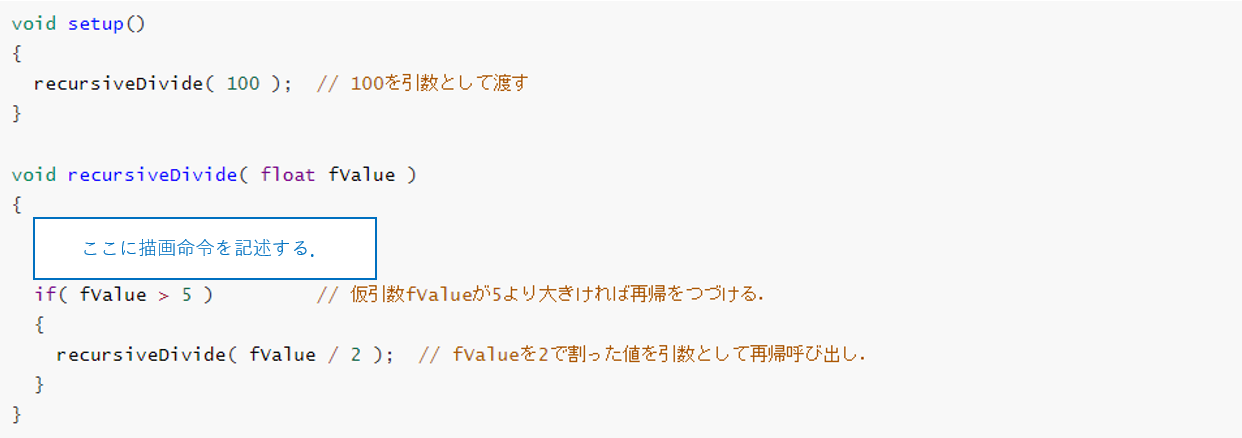 void setup()
{
recursiveDivide( 100 ); // 100を引数として渡す
}
void recursiveDivide( float fValue )
{
ここに描画命令を記述する．
if( fValue > 5 ) // 仮引数fValueが5より大きければ再帰をつづける．
{
recursiveDivide( fValue / 2 ); // fValueを2で割った値を引数として再帰呼び出し．
}
}